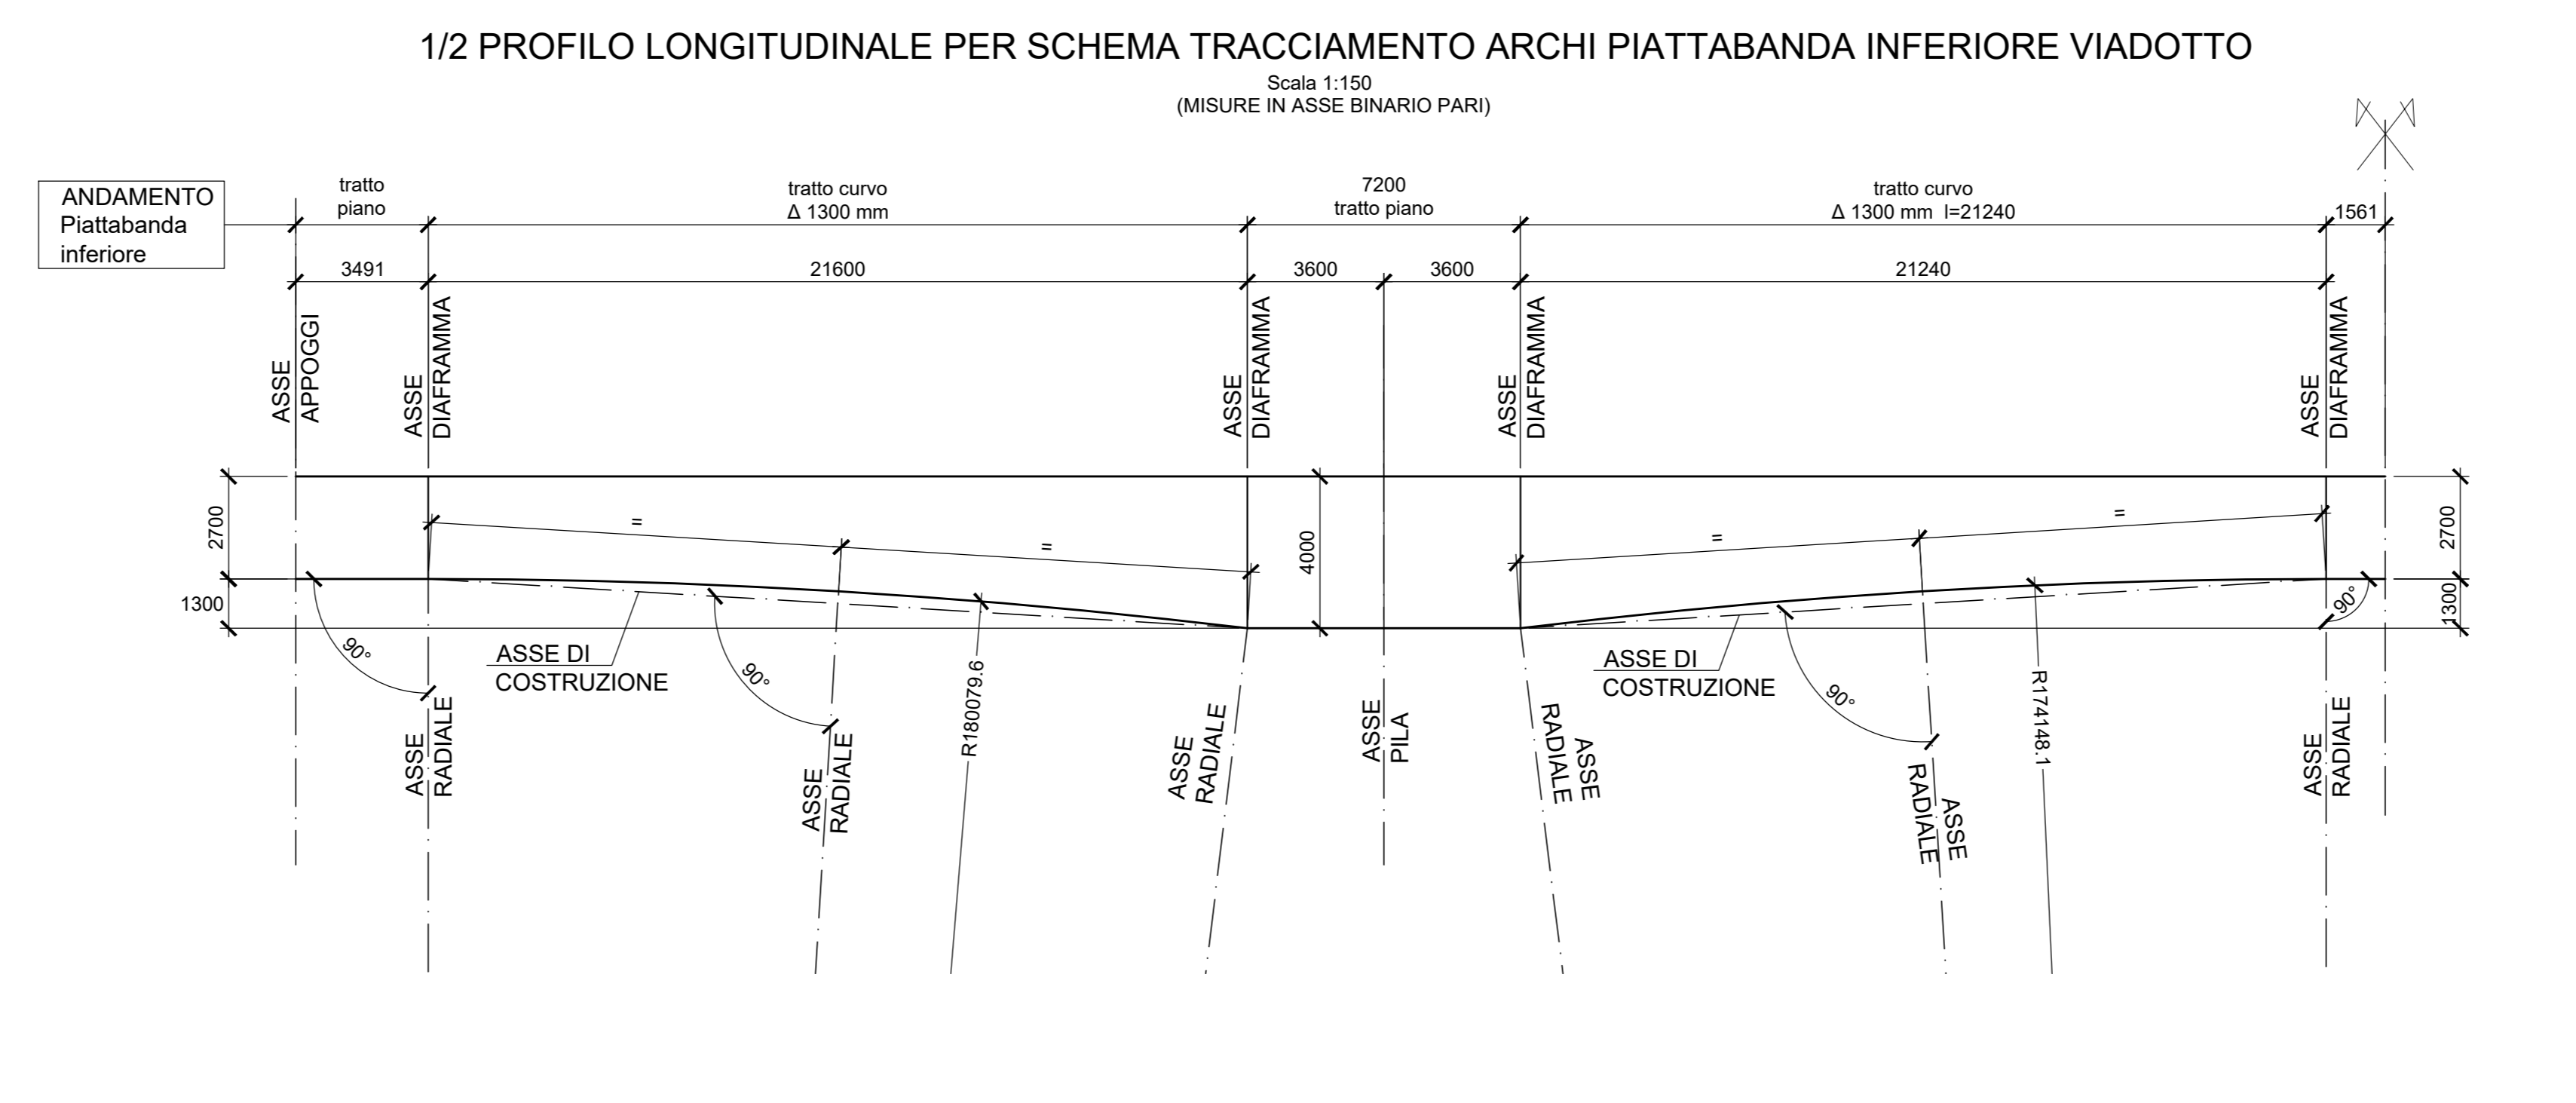 1/2 PROFILO LONGITUDINALE PER SCHEMA TRACCIAMENTO ARCHI PIATTABANDA INFERIORE VIADOTTO
Scala 1:150
(MISURE IN ASSE BINARIO PARI)
ANDAMENTO
Piattabanda
inferiore
tratto
piano
tratto curvo
Δ 1300 mm
7200
tratto piano
tratto curvo
Δ 1300 mm l=21240
1561
3491
21600
3600
3600
21240
ASSE
APPOGGI
ASSE
DIAFRAMMA
ASSE
DIAFRAMMA
ASSE
DIAFRAMMA
ASSE
DIAFRAMMA
2700
1300
=
=
4000
=
=
2700
1300
90°
ASSE DI
COSTRUZIONE
90°
R180079.6
ASSE DI
COSTRUZIONE
90°
R174148.1
90°
ASSE
RADIALE
ASSE
RADIALE
ASSE
RADIALE
ASSE
PILA
ASSE
RADIALE
ASSE
RADIALE
ASSE
RADIALE